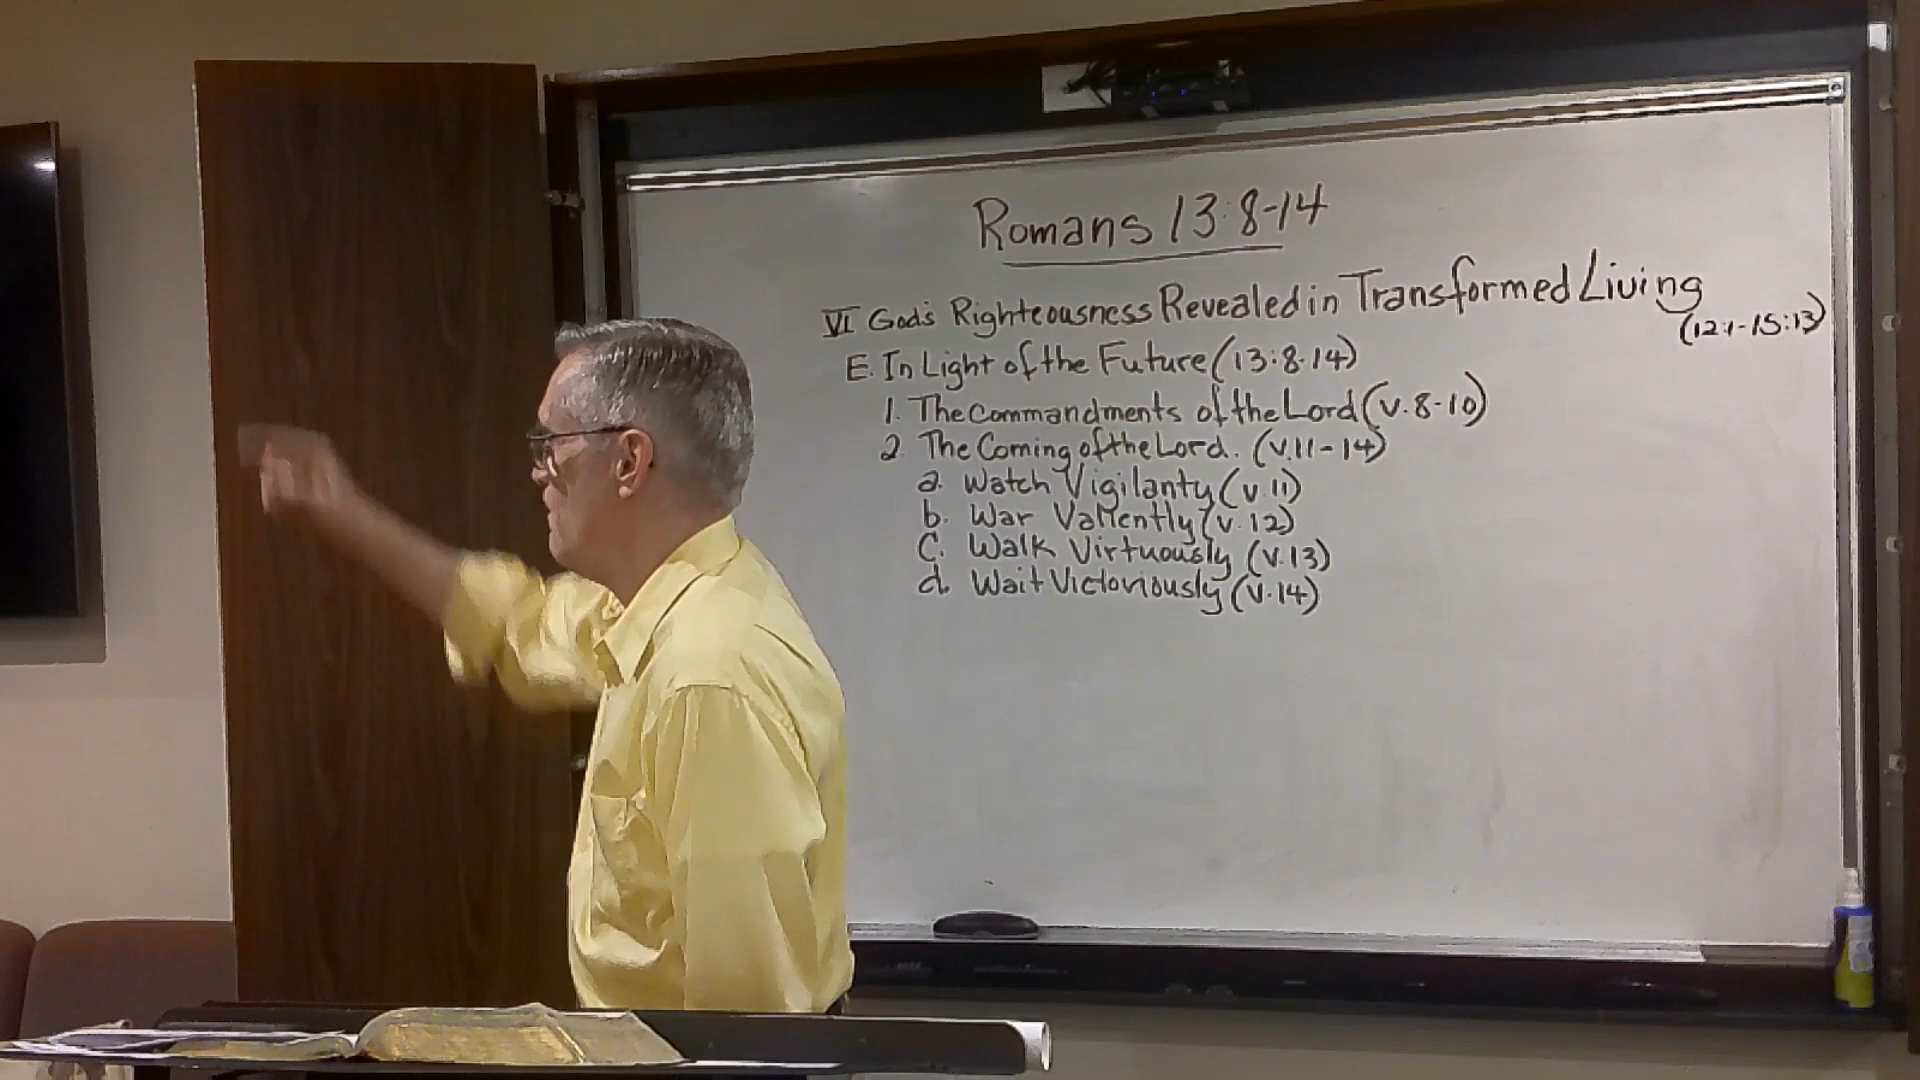 Romans 13:8-14
VI God's Righteousness Revealed in Transformed Living
(12:1-15:13)
E. In Light of the Future (13:8-14)
1. The Commandments of the Lord (v.8-10)
2. The Coming of the Lord. (v.11-14)
a. Watch Vigilanty (v.11)
b. War Valiently (v.12)
C. Walk Virtuously (v.13)
d. Wait Victoriously (v.14)